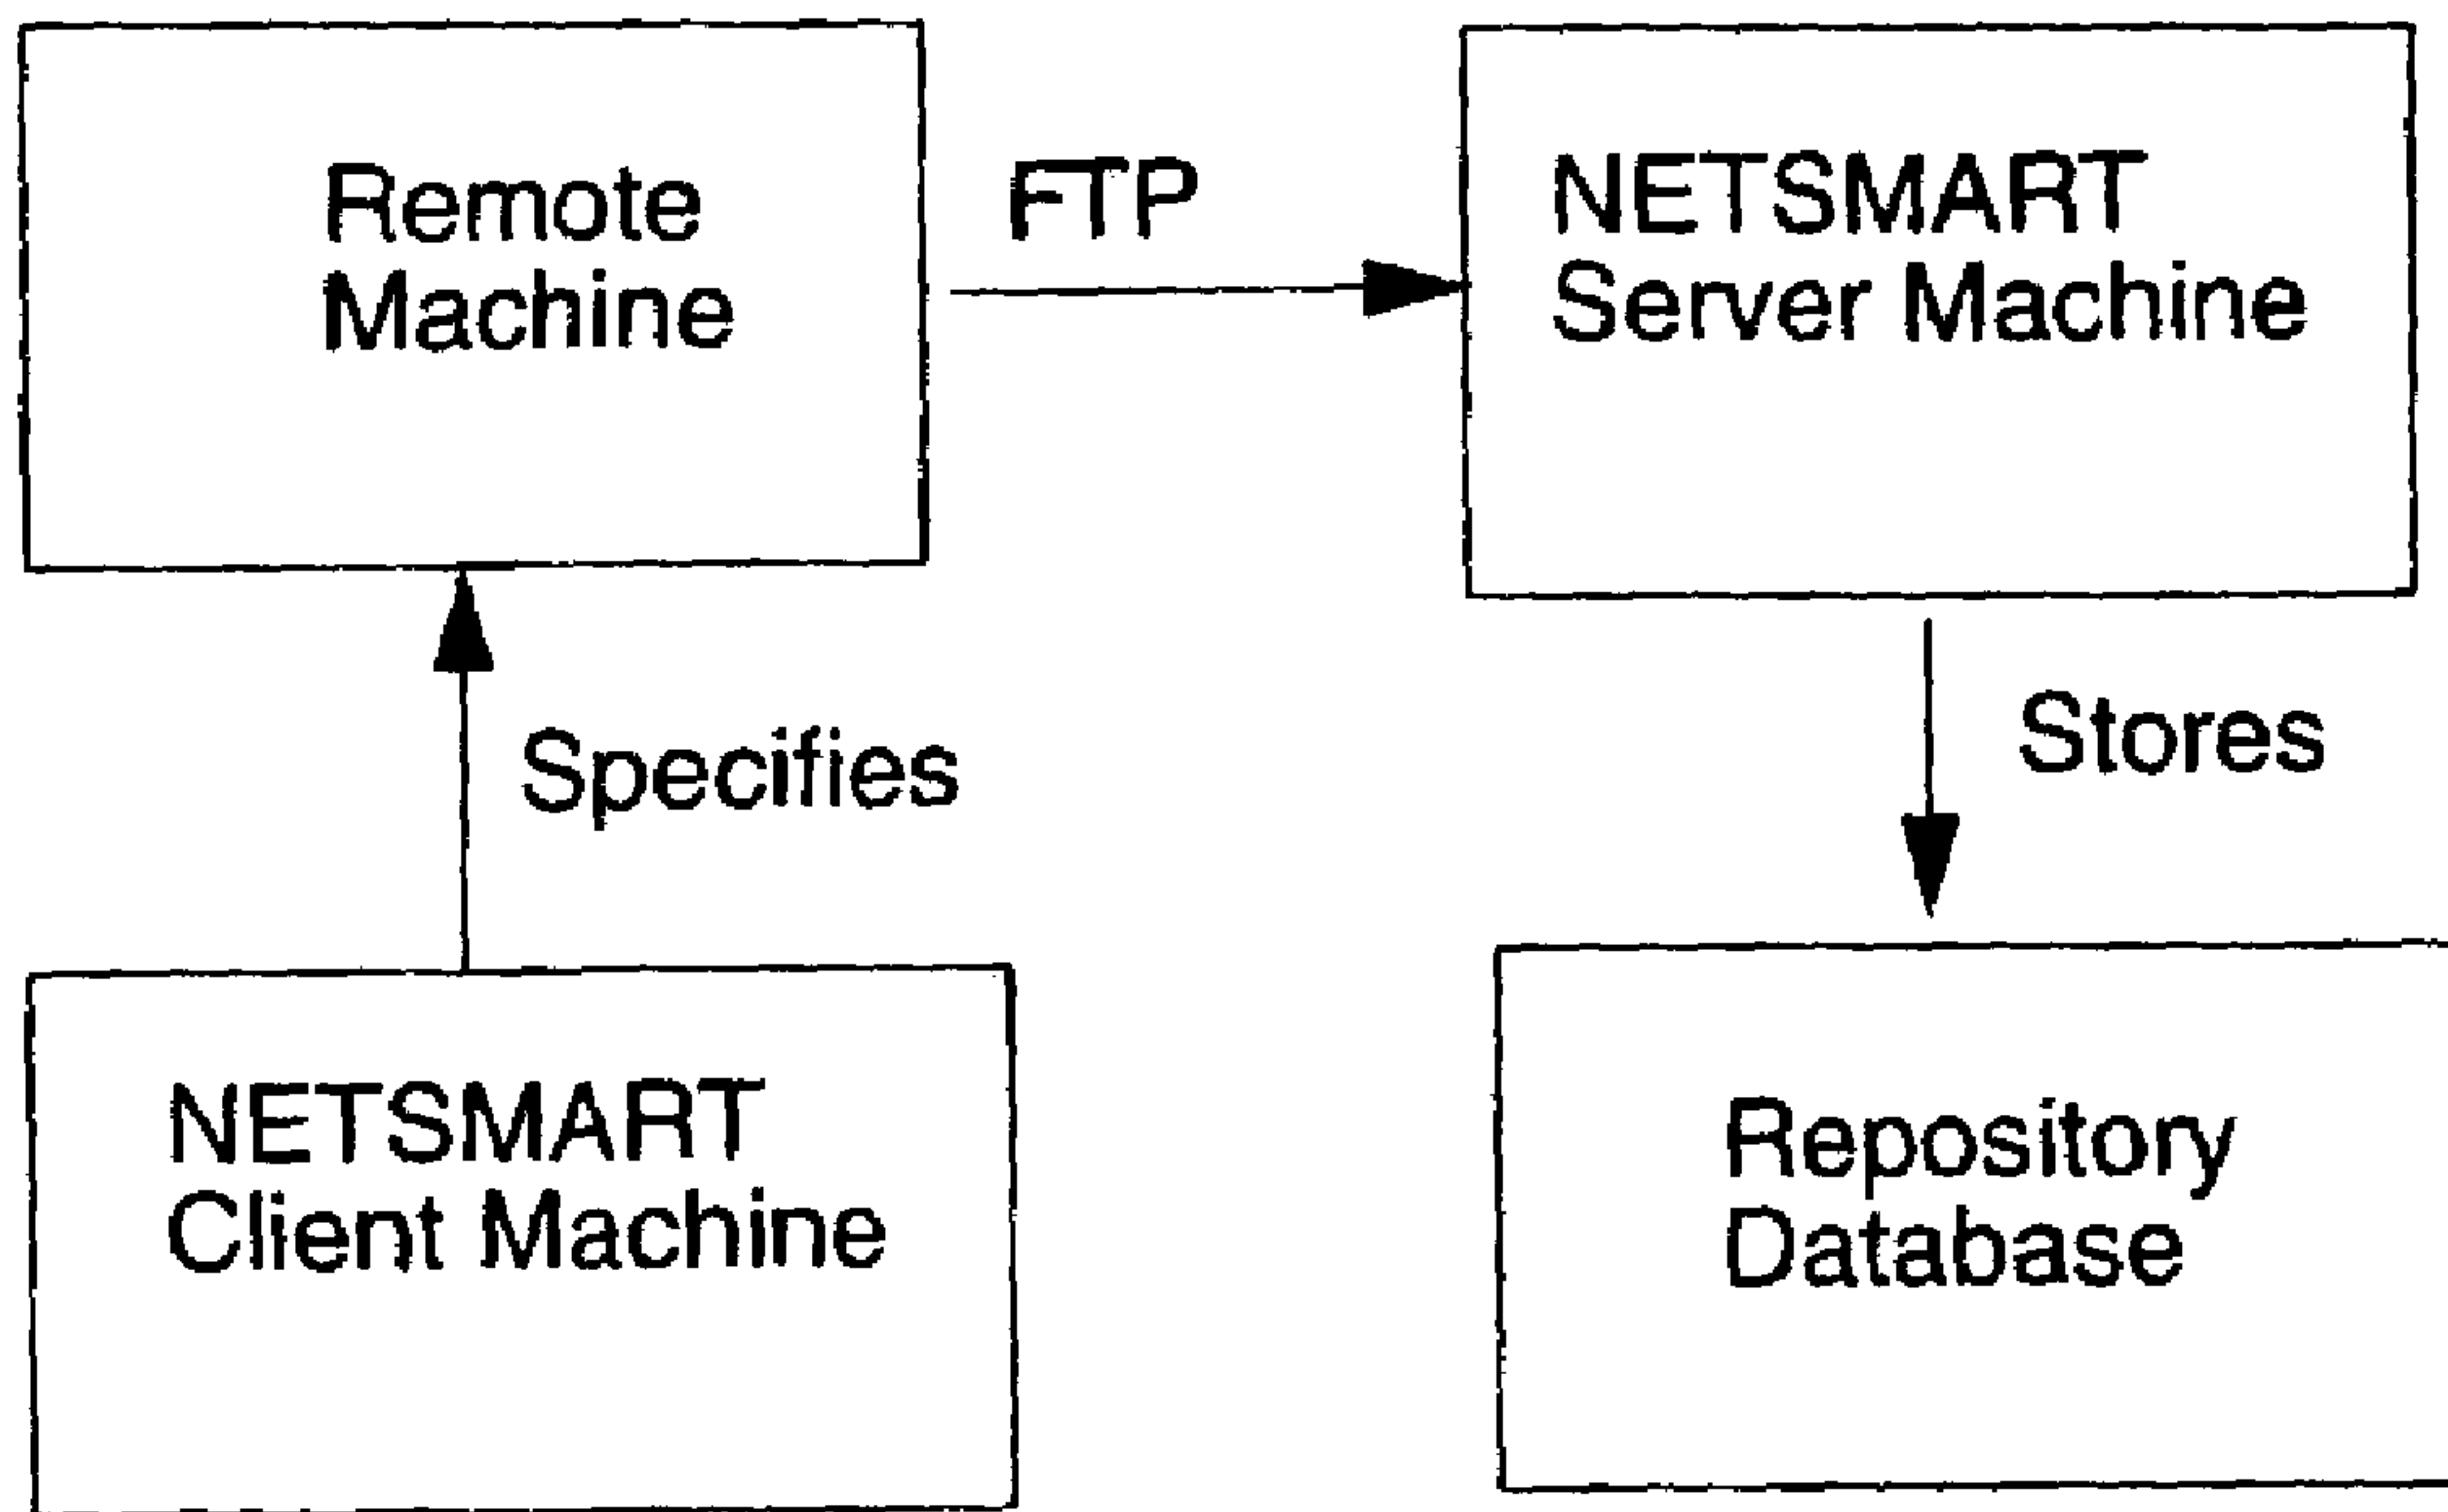 Remote
Machine
FTP
NETSMART
Server Machine
Specifies
Stores
NETSMART
Client Machine
Repository
Database